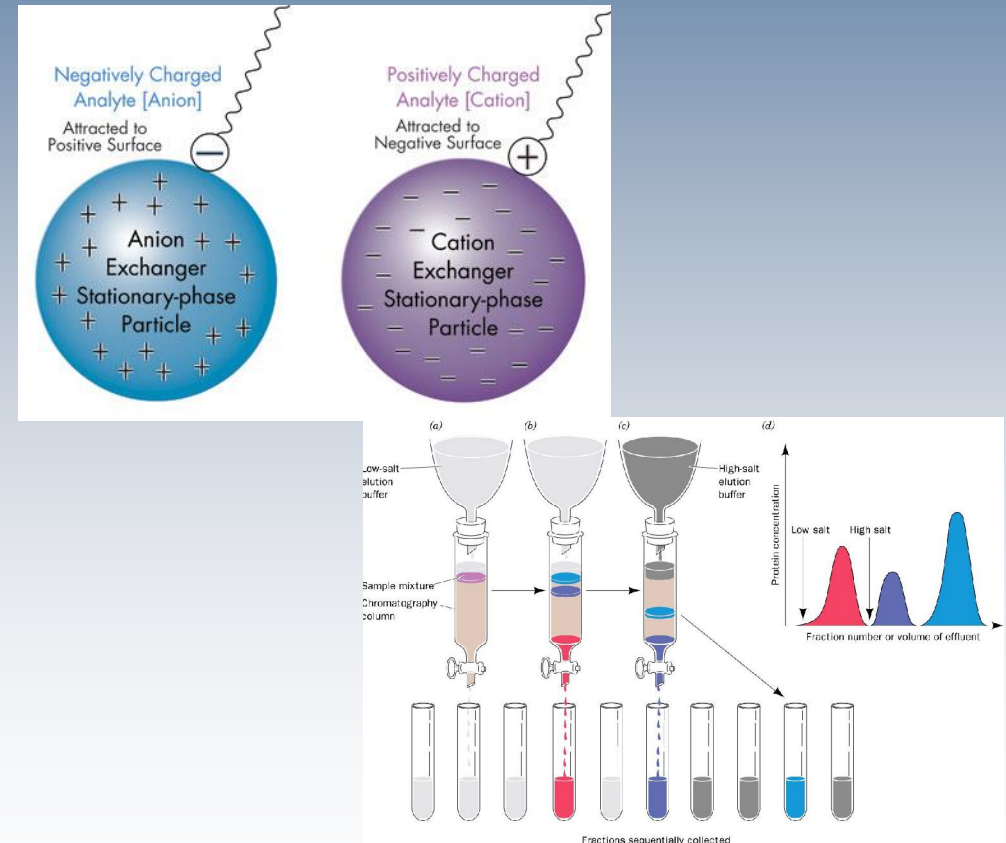 Negatively Charged
Analyte [Anion]
Attracted to
Positive Surface
−
Anion
Exchanger
Stationary-phase
Particle
Positively Charged
Analyte [Cation]
Attracted to
Negative Surface
+
Cation
Exchanger
Stationary-phase
Particle
(a)
(b)
(c)
(d)
Low-salt
elution
buffer
High-salt
elution
buffer
Sample mixture
Chromatography
column
Protein concentration
Low salt
High salt
Fraction number or volume of effluent
Fractions sequentially collected